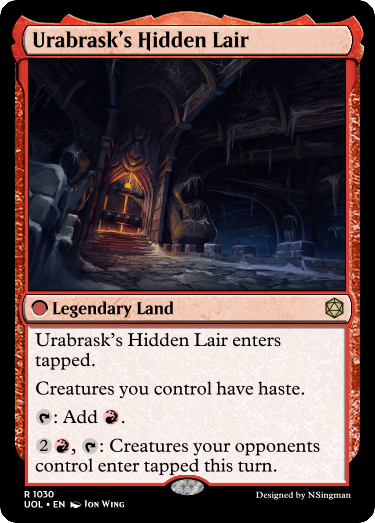 Urabrask's Hidden Lair
Legendary Land
Urabrask's Hidden Lair enters
tapped.
Creatures you control have haste.
: Add .
2 , : Creatures your opponents
control enter tapped this turn.
R 1030
UOL • EN Jon Wing
Designed by NSingman